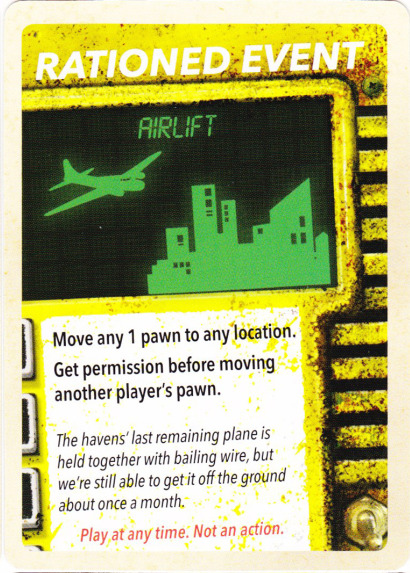 RATIONED EVENT
AIRLIFT
Move any 1 pawn to any location.
Get permission before moving
another player's pawn.
The havens' last remaining plane is
held together with bailing wire, but
we're still able to get it off the ground
about once a month.
Play at any time. Not an action.